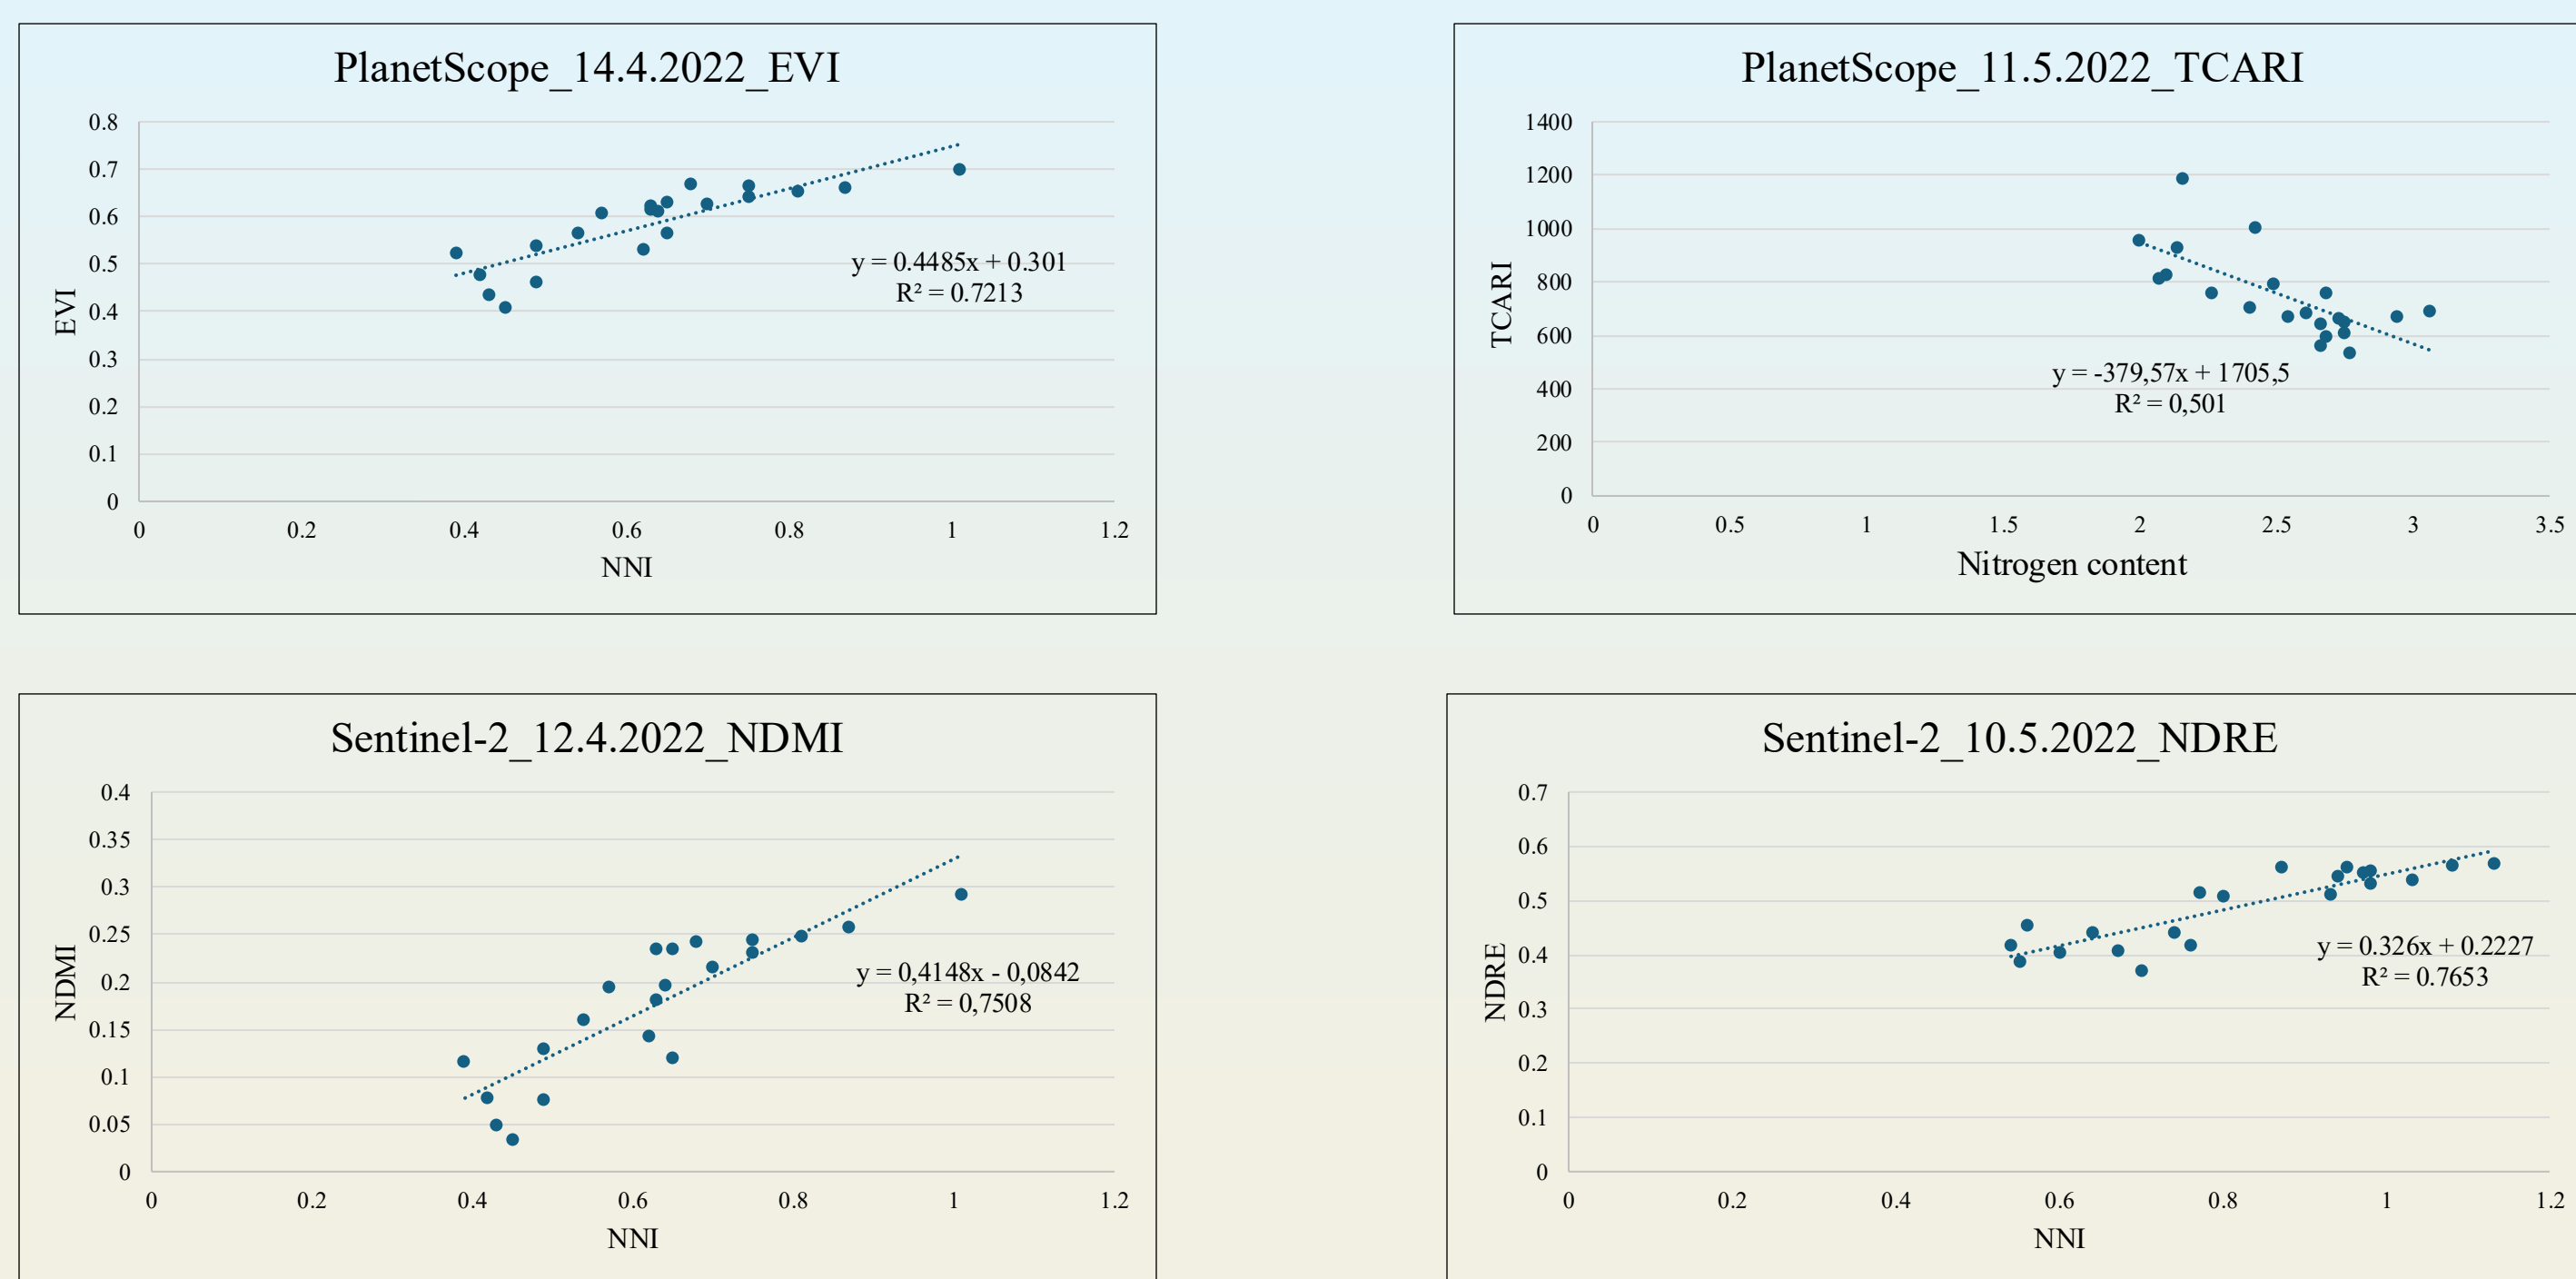 PlanetScope_14.4.2022_EVI
0.8
0.7
0.6
0.5
0.4
0.3
0.2
0.1
0
EVI
y = 0.4485x + 0.301
R² = 0.7213
0 0.2 0.4 0.6 0.8 1 1.2
NNI
PlanetScope_11.5.2022_TCARI
1400
1200
1000
800
600
400
200
0
TCARI
y = -379,57x + 1705,5
R² = 0,501
0 0.5 1 1.5 2 2.5 3 3.5
Nitrogen content
Sentinel-2_12.4.2022_NDMI
0.4
0.35
0.3
0.25
0.2
0.15
0.1
0.05
0
NDMI
y = 0,4148x - 0,0842
R² = 0,7508
0 0.2 0.4 0.6 0.8 1 1.2
NNI
Sentinel-2_10.5.2022_NDRE
0.7
0.6
0.5
0.4
0.3
0.2
0.1
0
NDRE
y = 0.326x + 0.2227
R² = 0.7653
0 0.2 0.4 0.6 0.8 1 1.2
NNI